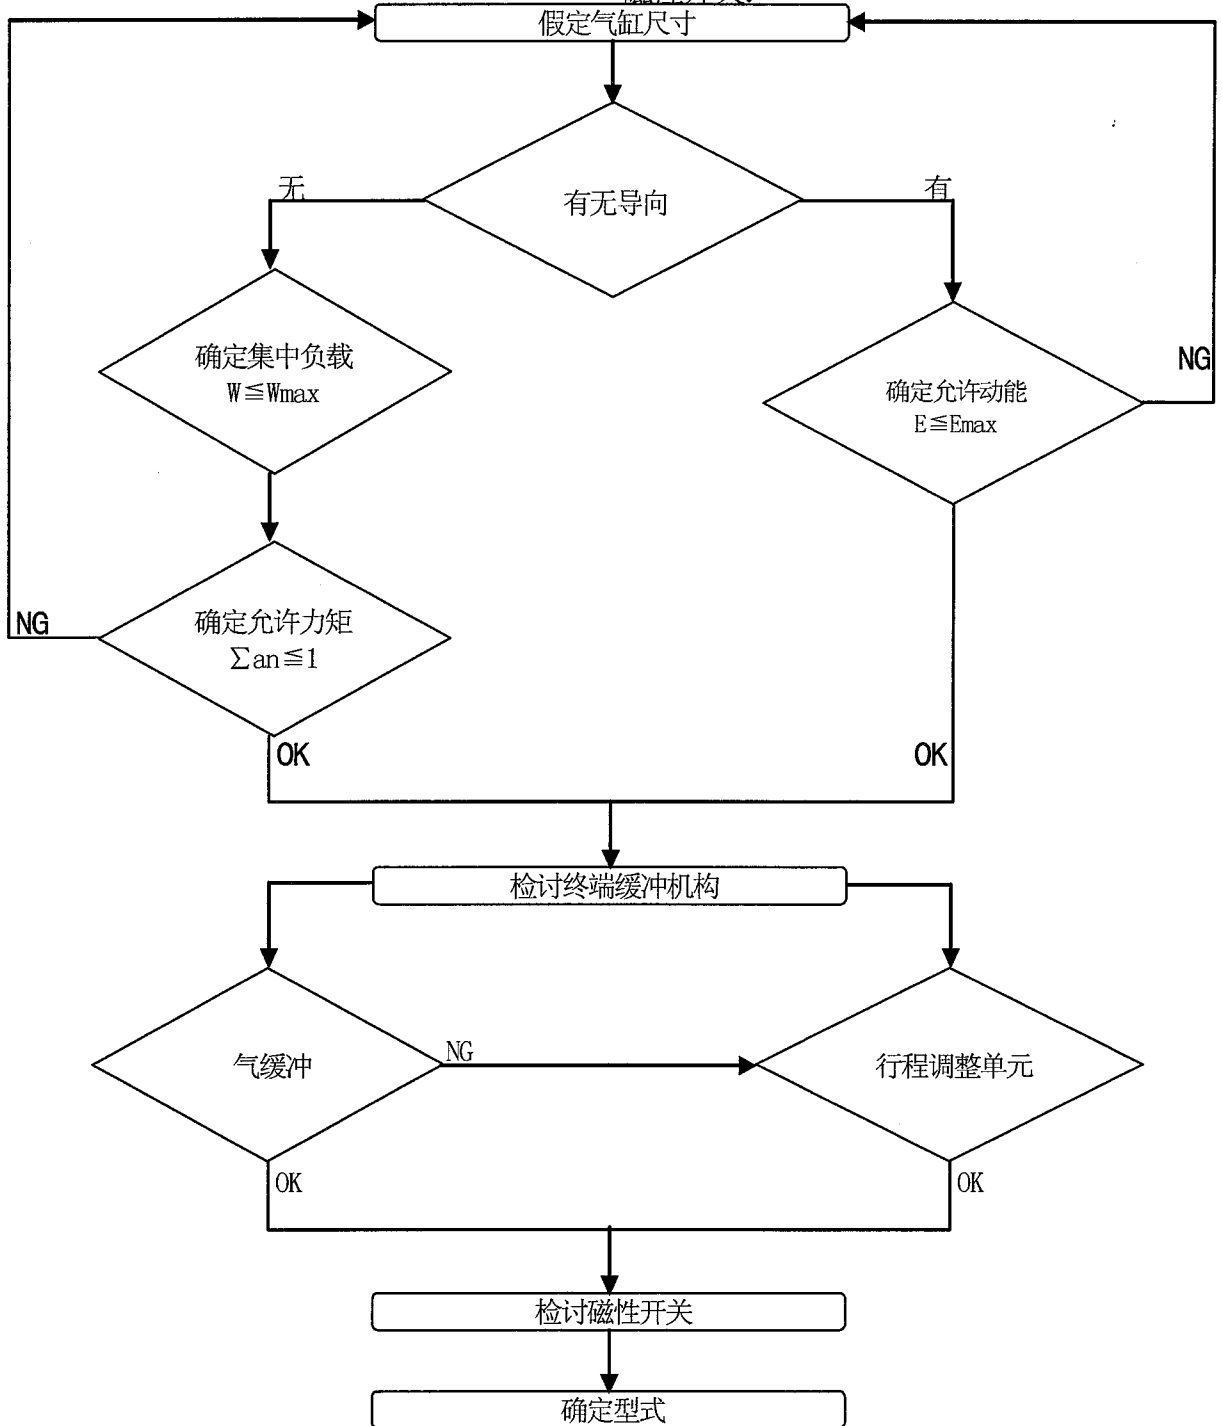 假定气缸尺寸
有无导向
无
有
确定集中负载
W≦Wmax
NG
确定允许动能
E≦Emax
NG
确定允许力矩
∑an≦1
OK
OK
检讨终端缓冲机构
气缓冲
NG
行程调整单元
OK
OK
检讨磁性开关
确定型式